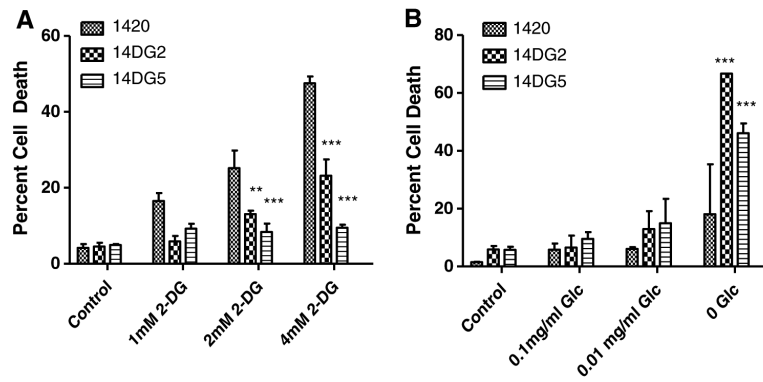 A
1420
14DG2
14DG5
Percent Cell Death
60
40
20
0
**
***
***
***
Control
1mM 2-DG
2mM 2-DG
4mM 2-DG
B
1420
14DG2
14DG5
Percent Cell Death
80
60
40
20
0
***
***
Control
0.1mg/ml Glc
0.01 mg/ml Glc
0 Glc